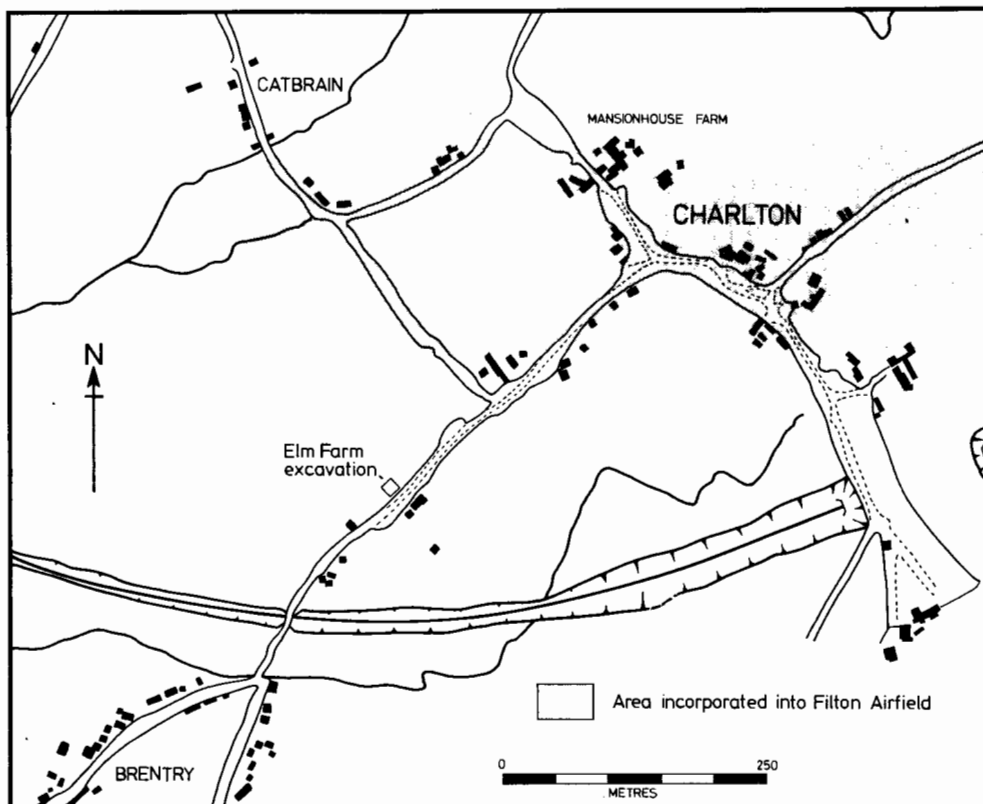 CATBRAIN
MANSIONHOUSE FARM
CHARLTON
N
Elm Farm
excavation
Area incorporated into Filton Airfield
BRENTRY
0 250
METRES